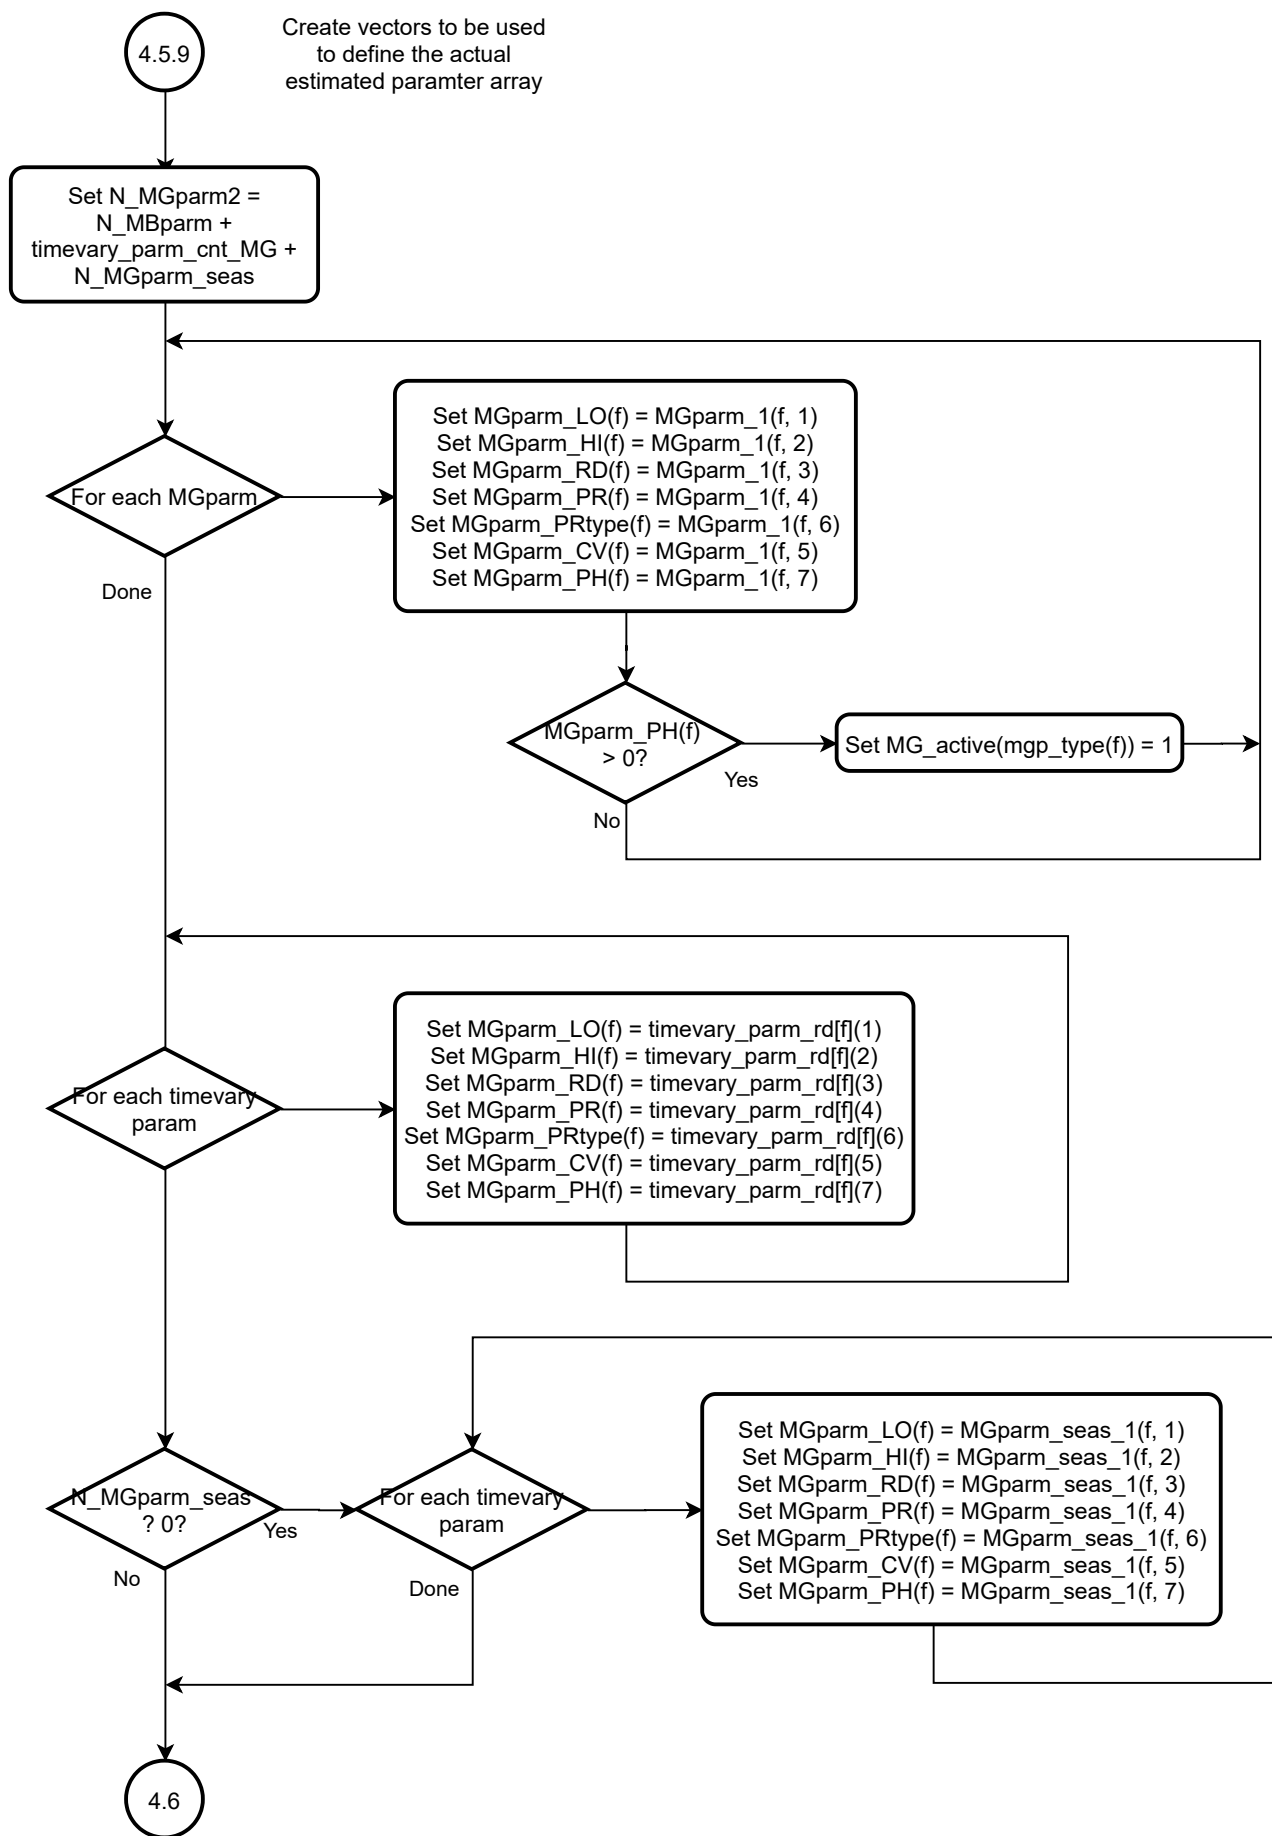 4.5.9
Create vectors to be used
to define the actual
estimated paramter array
Set N_MGparm2 =
N_MBparm +
timevary_parm_cnt_MG +
N_MGparm_seas
For each MGparm
Set MGparm_LO(f) = MGparm_1(f, 1)
Set MGparm_HI(f) = MGparm_1(f, 2)
Set MGparm_RD(f) = MGparm_1(f, 3)
Set MGparm_PR(f) = MGparm_1(f, 4)
Set MGparm_PRtype(f) = MGparm_1(f, 6)
Set MGparm_CV(f) = MGparm_1(f, 5)
Set MGparm_PH(f) = MGparm_1(f, 7)
Done
MGparm_PH(f)
> 0?
Yes
Set MG_active(mgp_type(f)) = 1
No
For each timevary
param
Set MGparm_LO(f) = timevary_parm_rd[f](1)
Set MGparm_HI(f) = timevary_parm_rd[f](2)
Set MGparm_RD(f) = timevary_parm_rd[f](3)
Set MGparm_PR(f) = timevary_parm_rd[f](4)
Set MGparm_PRtype(f) = timevary_parm_rd[f](6)
Set MGparm_CV(f) = timevary_parm_rd[f](5)
Set MGparm_PH(f) = timevary_parm_rd[f](7)
N_MGparm_seas
? 0?
Yes
No
For each timevary
param
Done
Set MGparm_LO(f) = MGparm_seas_1(f, 1)
Set MGparm_HI(f) = MGparm_seas_1(f, 2)
Set MGparm_RD(f) = MGparm_seas_1(f, 3)
Set MGparm_PR(f) = MGparm_seas_1(f, 4)
Set MGparm_PRtype(f) = MGparm_seas_1(f, 6)
Set MGparm_CV(f) = MGparm_seas_1(f, 5)
Set MGparm_PH(f) = MGparm_seas_1(f, 7)
4.6